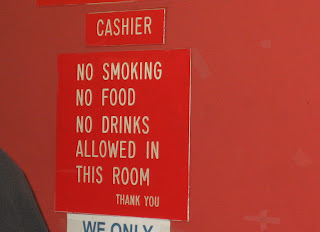 CASHIER
NO SMOKING
NO FOOD
NO DRINKS
ALLOWED IN
THIS ROOM
THANK YOU
WE ONLY